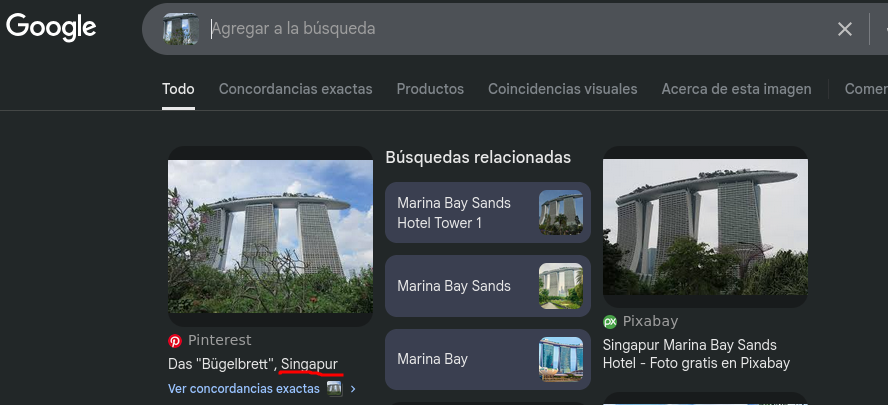 Google
Agregar a la búsqueda
Todo
Concordancias exactas
Productos
Coincidencias visuales
Acerca de esta imagen
Comer
Pinterest
Das "Bügelbrett", Singapur
Ver concordancias exactas
Búsquedas relacionadas
Marina Bay Sands
Hotel Tower 1
Marina Bay Sands
Marina Bay
px Pixabay
Singapur Marina Bay Sands
Hotel - Foto gratis en Pixabay